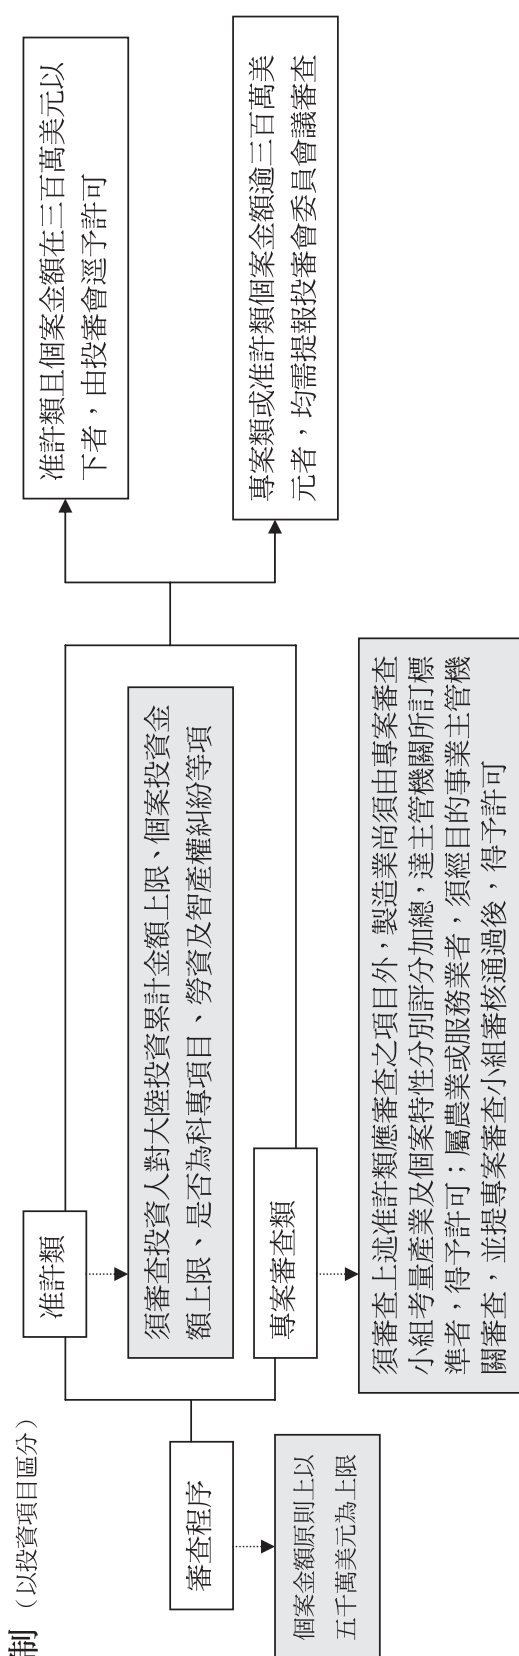 制（以投資項目區分）
審查程序
個案金額原則上以
五千萬美元為上限
准許類
須審查投資人對大陸投資累計金額上限、個案投資金
額上限、是否為科專項目、勞資及智產權糾紛等項
專案審查類
須審查上述准許類應審查之項目外，製造業尚須由專案審查
小組考量產業及個案特性分別評分加總，達主管機關所訂標
準者，得予許可；屬農業或服務業者，須經目的事業主管機
關審查，並提專案審查小組審核通過後，得予許可
准許類且個案金額在三百萬美元以
下者，由投審會逕予許可
專案類或准許類個案金額逾三百萬美
元者，均需提報投審會委員會議審查